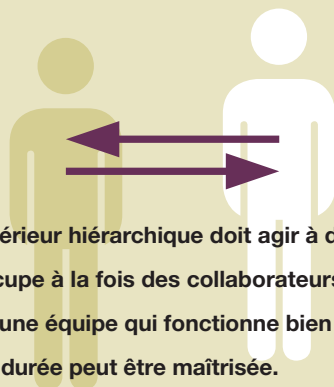 érieur hiérarchique doit agir à d
cupe à la fois des collaborateurs
une équipe qui fonctionne bien
durée peut être maîtrisée.